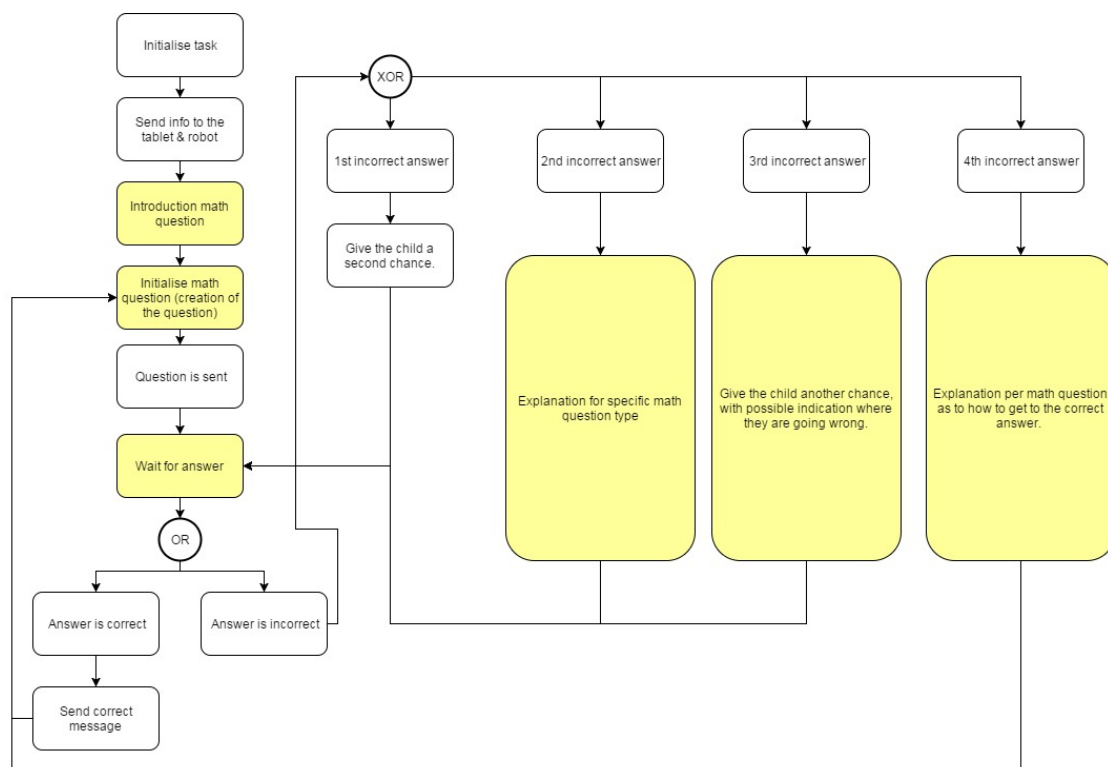 Initialise task
Send info to the
tablet & robot
Introduction math
question
Initialise math
question (creation of
the question)
Question is sent
Wait for answer
OR
Answer is correct
Answer is incorrect
Send correct
message
XOR
1st incorrect answer
2nd incorrect answer
3rd incorrect answer
4th incorrect answer
Give the child a
second chance.
Explanation for specific math
question type
Give the child another chance,
with possible indication where
they are going wrong.
Explanation per math question
as to how to get to the correct
answer.